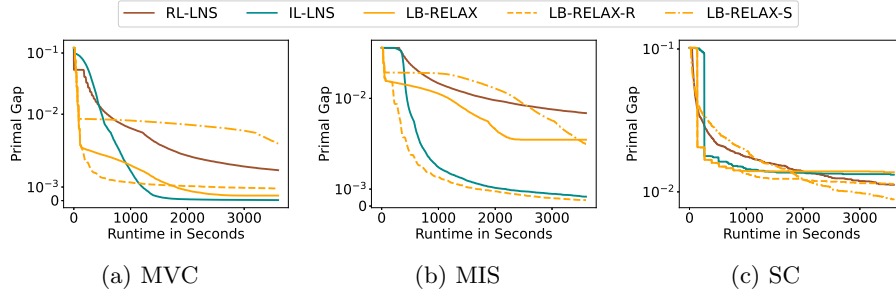 RL-LNS IL-LNS LB-RELAX LB-RELAX-R LB-RELAX-S
Primal Gap
10⁻¹
10⁻²
10⁻³
0
0 1000 2000 3000
Runtime in Seconds
(a) MVC
Primal Gap
10⁻²
10⁻³
0
0 1000 2000 3000
Runtime in Seconds
(b) MIS
Primal Gap
10⁻¹
10⁻²
0 1000 2000 3000
Runtime in Seconds
(c) SC